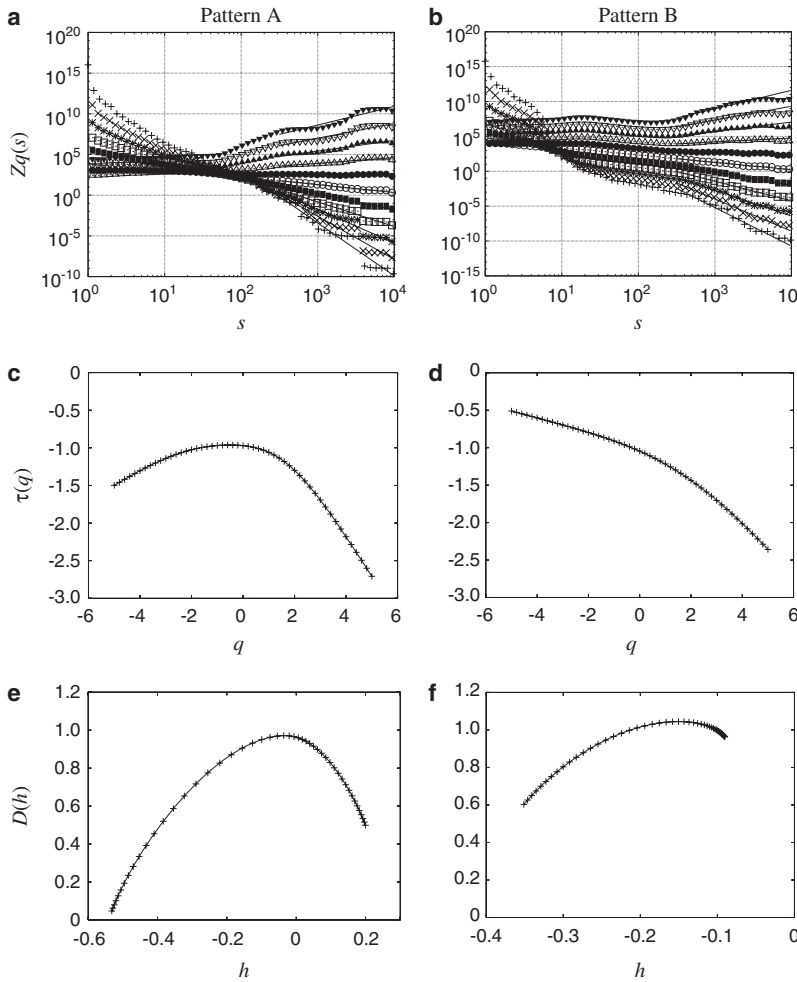 a Pattern A
10^20
10^15
10^10
10^5
10^0
10^-5
10^-10
Zq(s)
10^0 10^1 10^2 10^3 10^4
s
b Pattern B
10^20
10^15
10^10
10^5
10^0
10^-5
10^-10
10^-15
10^0 10^1 10^2 10^3 10
s
c
0
-0.5
-1.0
-1.5
-2.0
-2.5
-3.0
τ(q)
-6 -4 -2 0 2 4 6
q
d
0
-0.5
-1.0
-1.5
-2.0
-2.5
-3.0
-6 -4 -2 0 2 4 6
q
e
1.2
1.0
0.8
0.6
0.4
0.2
0
D(h)
-0.6 -0.4 -0.2 0 0.2
h
f
1.2
1.0
0.8
0.6
0.4
0.2
0
-0.4 -0.3 -0.2 -0.1 0
h